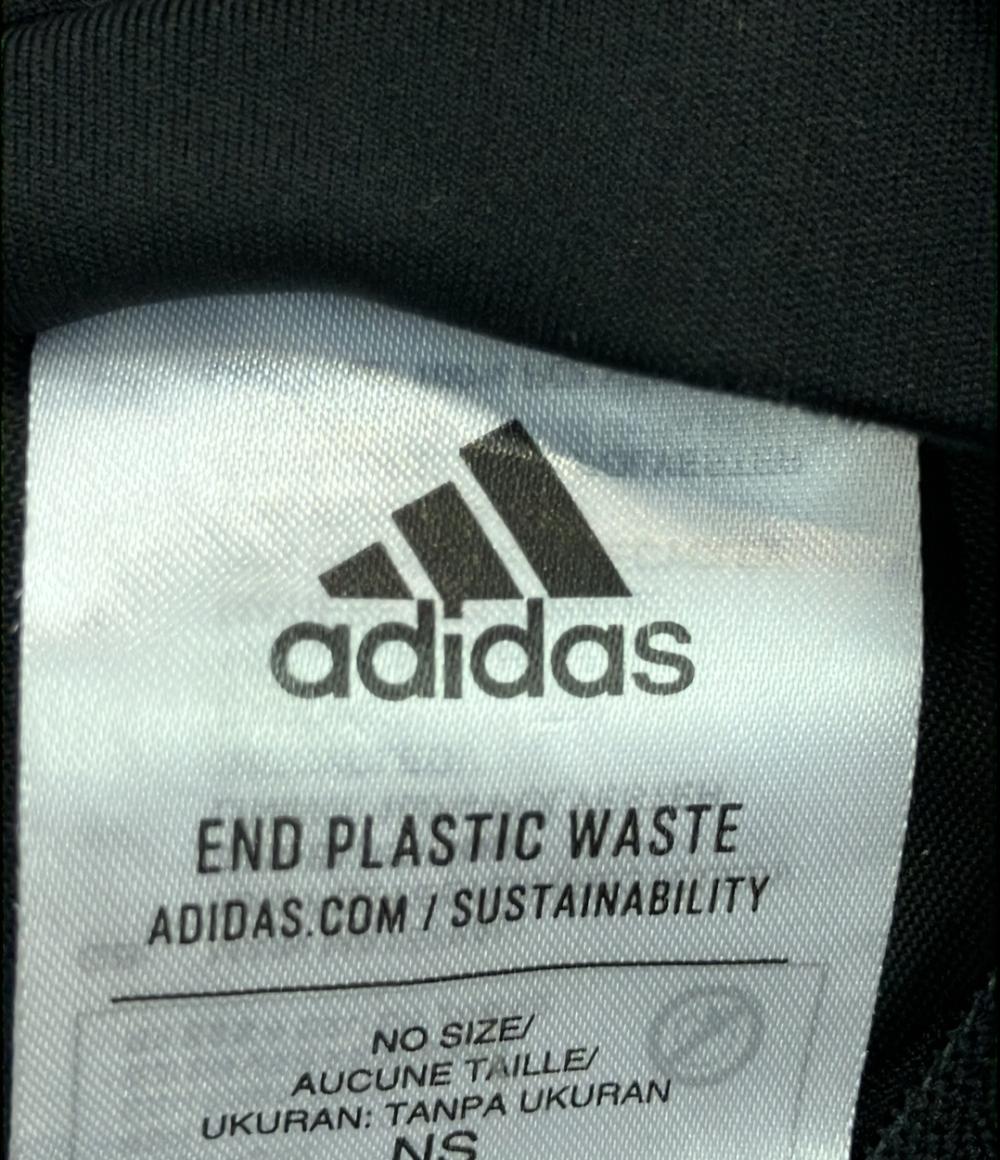 adidas
END PLASTIC WASTE
ADIDAS.COM / SUSTAINABILITY
NO SIZE/
AUCUNE TAILLE/
UKURAN: TANPA UKURAN
NS